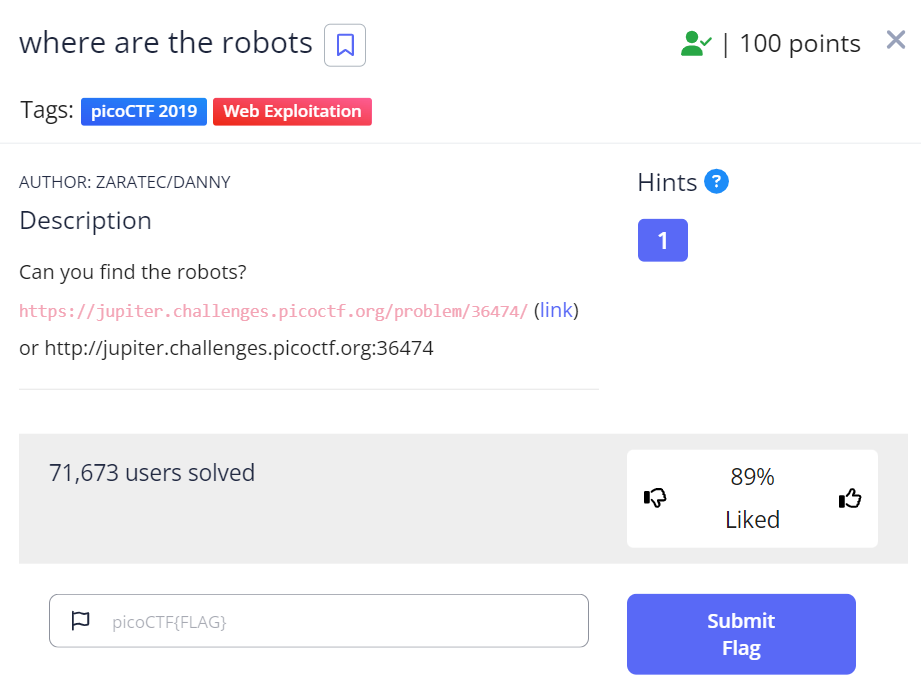 where are the robots
| 100 points
Tags: picoCTF 2019 Web Exploitation
AUTHOR: ZARATEC/DANNY
Hints ?
Description
1
Can you find the robots?
https://jupiter.challenges.picoctf.org/problem/36474/ (link)
or http://jupiter.challenges.picoctf.org:36474
71,673 users solved
89%
Liked
picoCTF{FLAG}
Submit
Flag